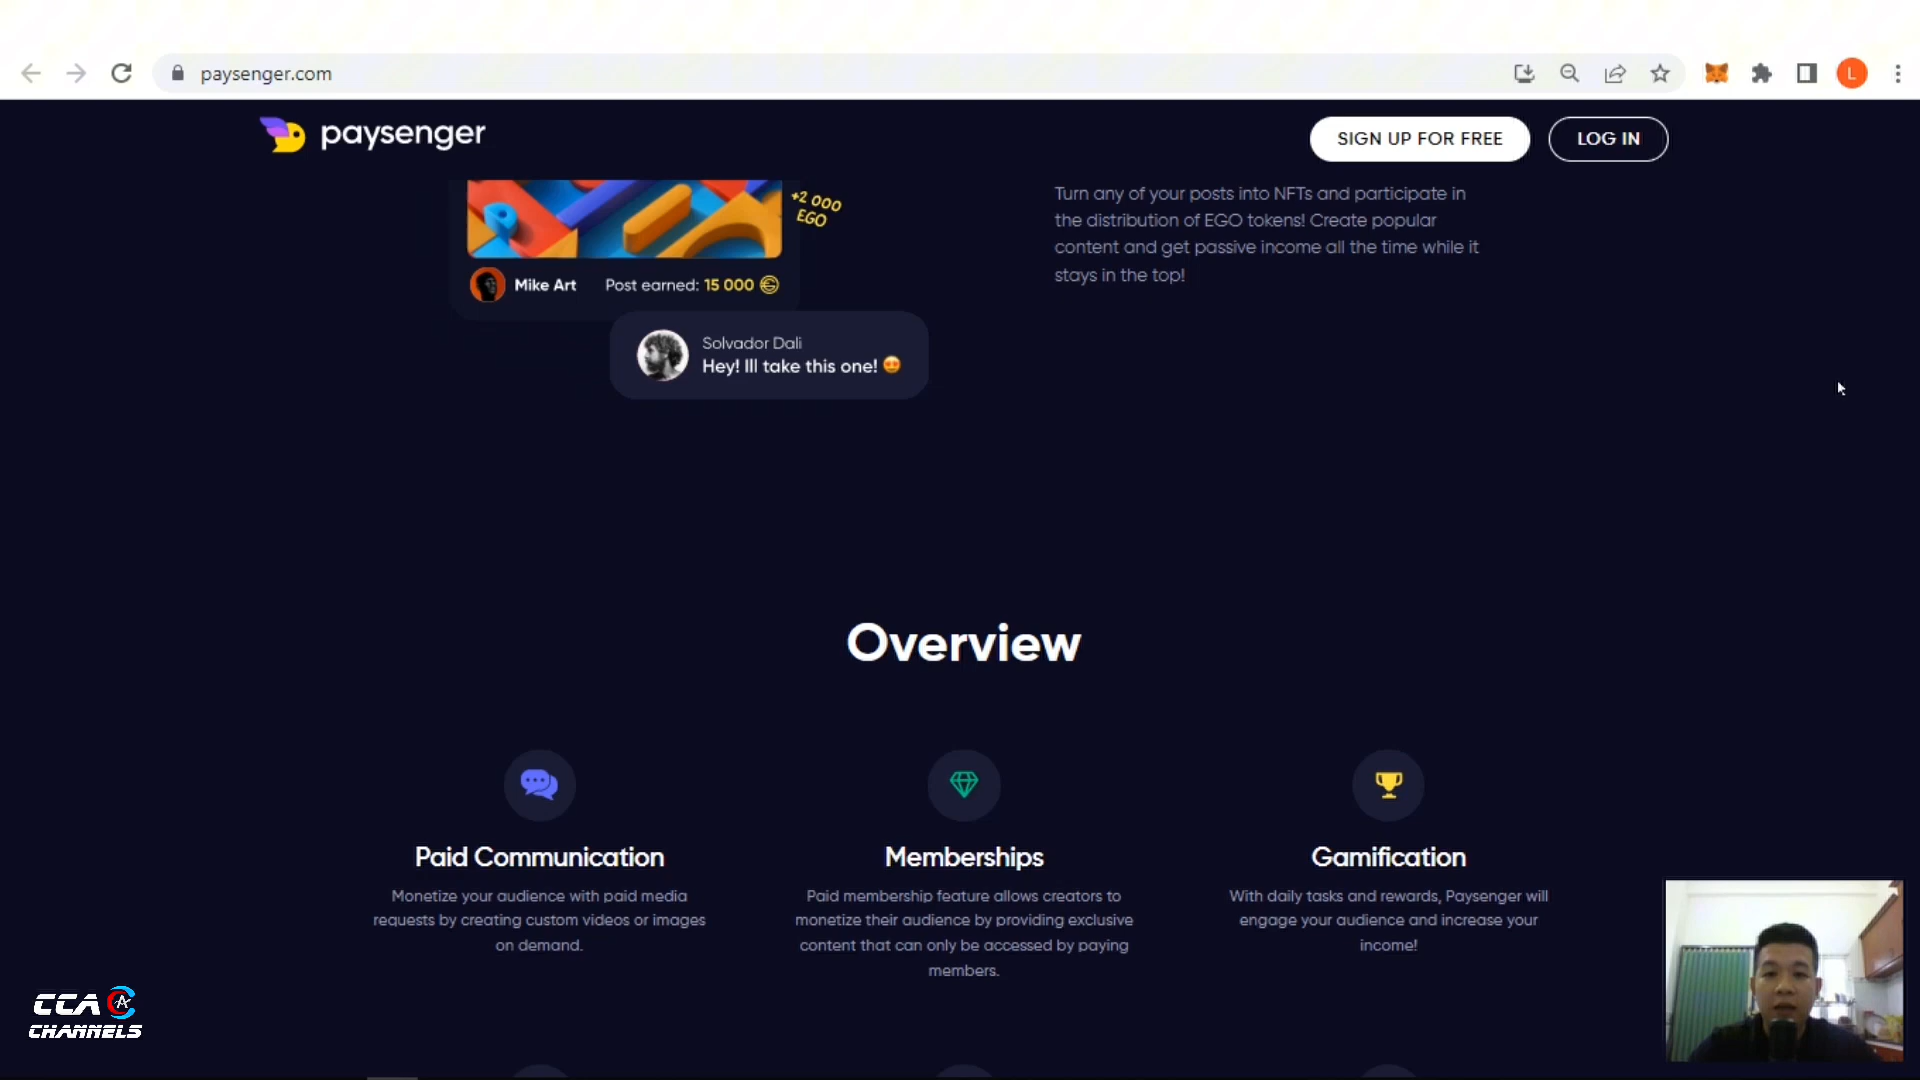 paysenger.com
L
paysenger
SIGN UP FOR FREE
LOG IN
+2 000
EGO
Mike Art
Post earned: 15 000
Solvador Dali
Hey! Ill take this one! 😍
Turn any of your posts into NFTs and participate in
the distribution of EGO tokens! Create popular
content and get passive income all the time while it
stays in the top!
Overview
Paid Communication
Monetize your audience with paid media
requests by creating custom videos or images
on demand.
Memberships
Paid membership feature allows creators to
monetize their audience by providing exclusive
content that can only be accessed by paying
members.
Gamification
With daily tasks and rewards, Paysenger will
engage your audience and increase your
income!
CCA CA
CHANNELS